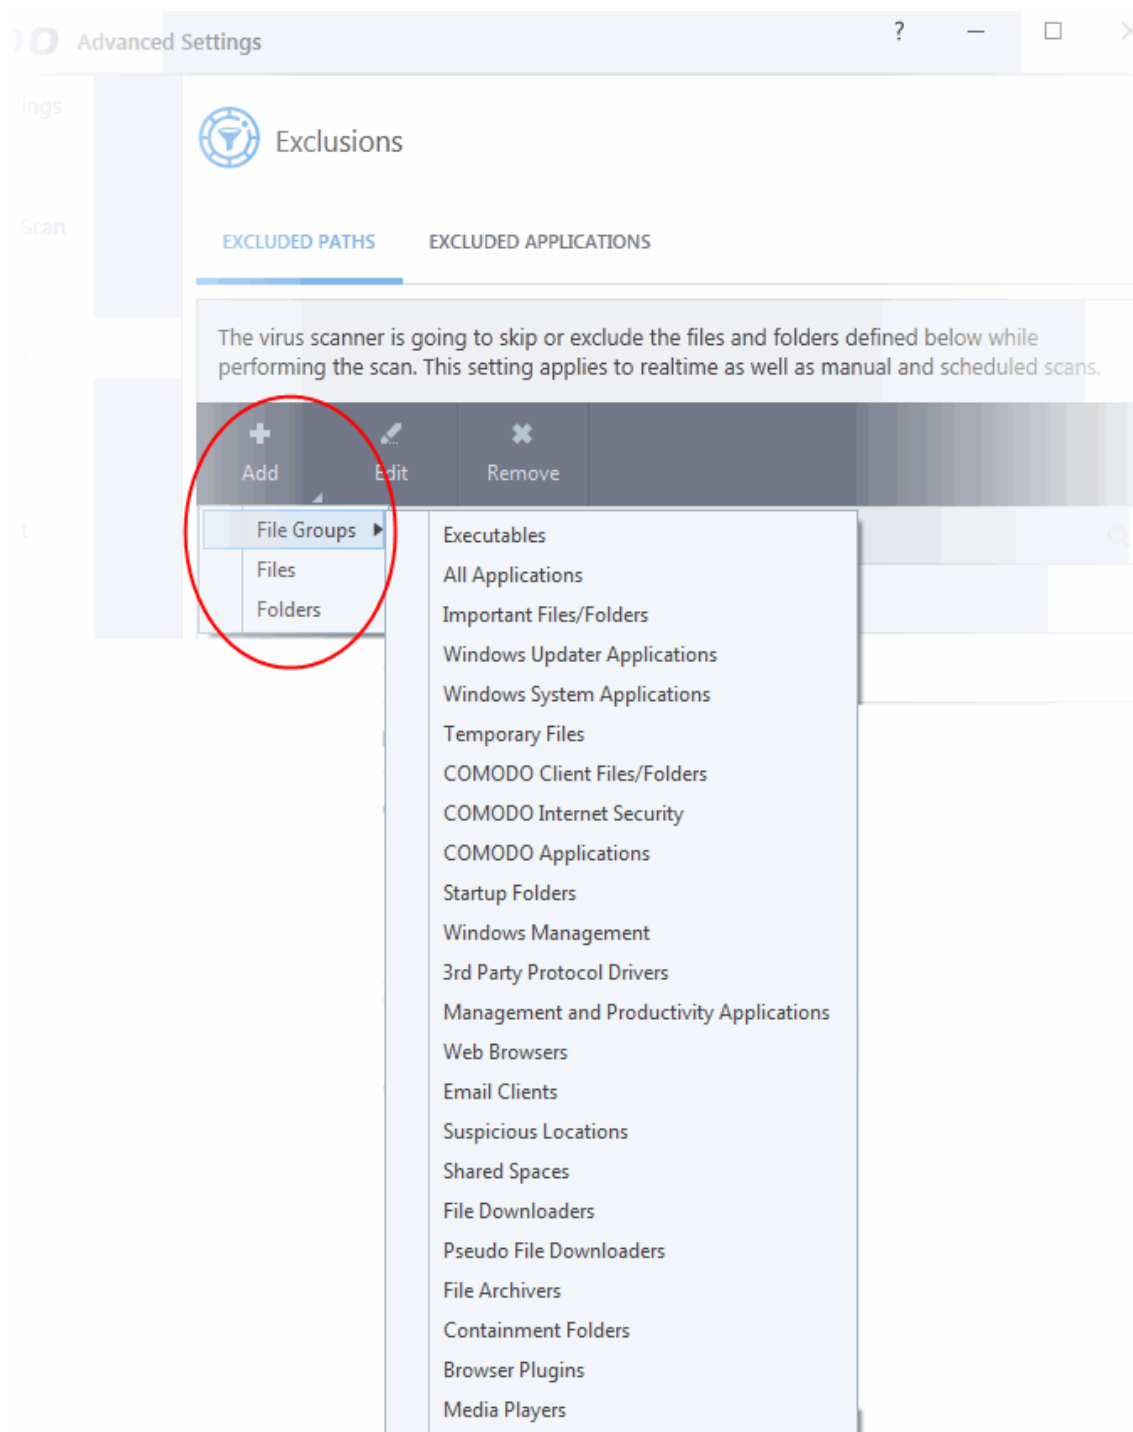 Advanced Settings
?
ings
Exclusions
Scan
EXCLUDED PATHS EXCLUDED APPLICATIONS
The virus scanner is going to skip or exclude the files and folders defined below while
performing the scan. This setting applies to realtime as well as manual and scheduled scans.
Add Edit Remove
File Groups
Files
Folders
Executables
All Applications
Important Files/Folders
Windows Updater Applications
Windows System Applications
Temporary Files
COMODO Client Files/Folders
COMODO Internet Security
COMODO Applications
Startup Folders
Windows Management
3rd Party Protocol Drivers
Management and Productivity Applications
Web Browsers
Email Clients
Suspicious Locations
Shared Spaces
File Downloaders
Pseudo File Downloaders
File Archivers
Containment Folders
Browser Plugins
Media Players